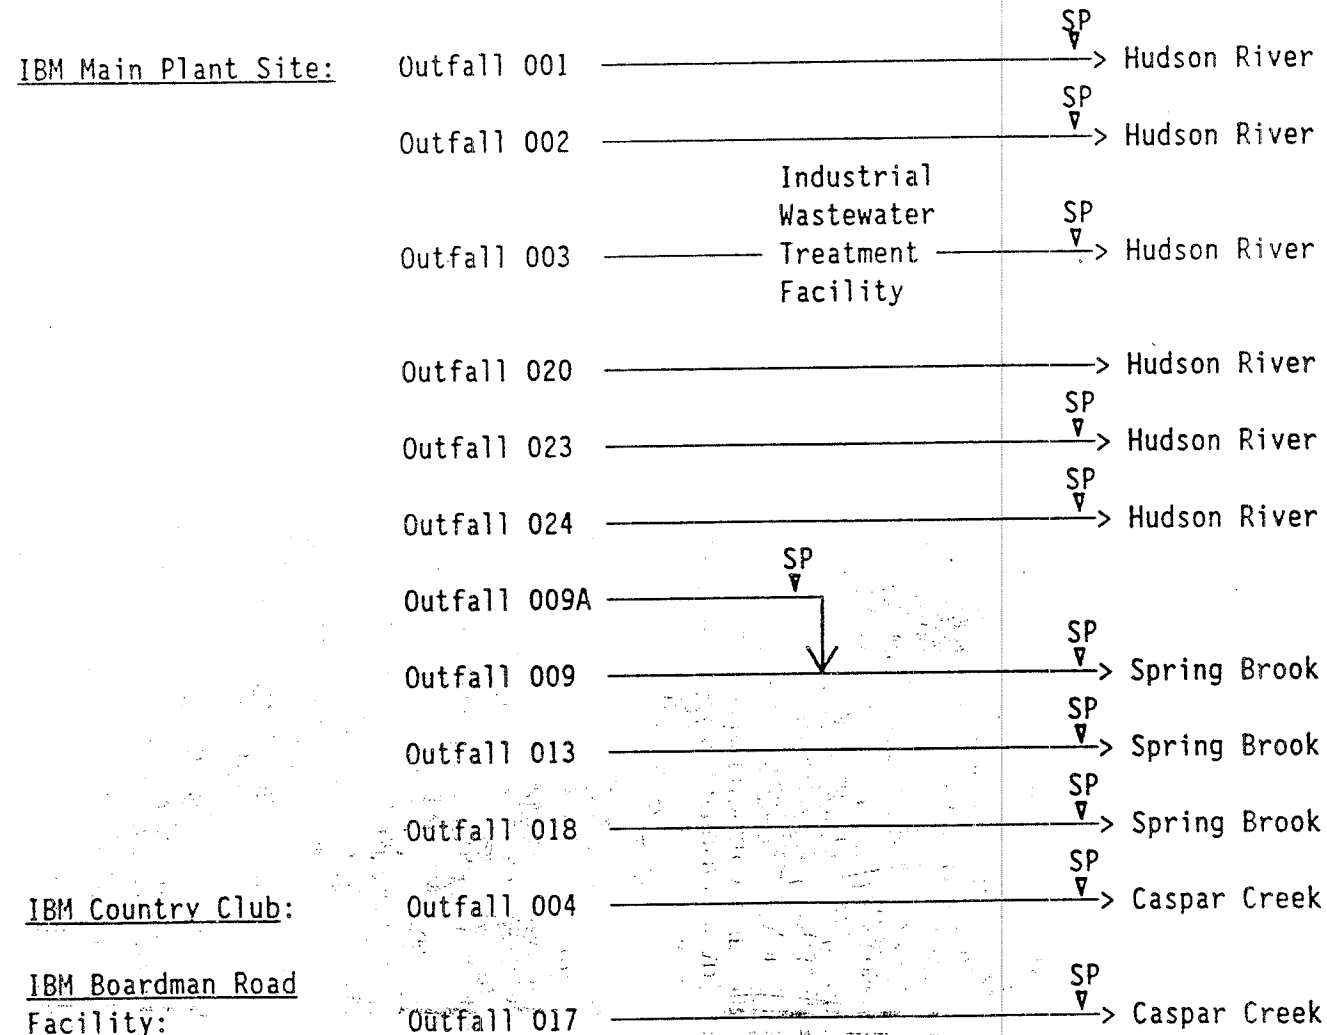 SP
IBM Main Plant Site: Outfall 001 ———> Hudson River
SP
Outfall 002 ———> Hudson River
Industrial
Wastewater
SP
Outfall 003 ——— Treatment ———> Hudson River
Facility
Outfall 020 ———> Hudson River
SP
Outfall 023 ———> Hudson River
SP
Outfall 024 ———> Hudson River
SP
Outfall 009A
SP
Outfall 009 ———> Spring Brook
SP
Outfall 013 ———> Spring Brook
SP
Outfall 018 ———> Spring Brook
SP
IBM Country Club: Outfall 004 ———> Caspar Creek
IBM Boardman Road
SP
Facility: Outfall 017 ———> Caspar Creek